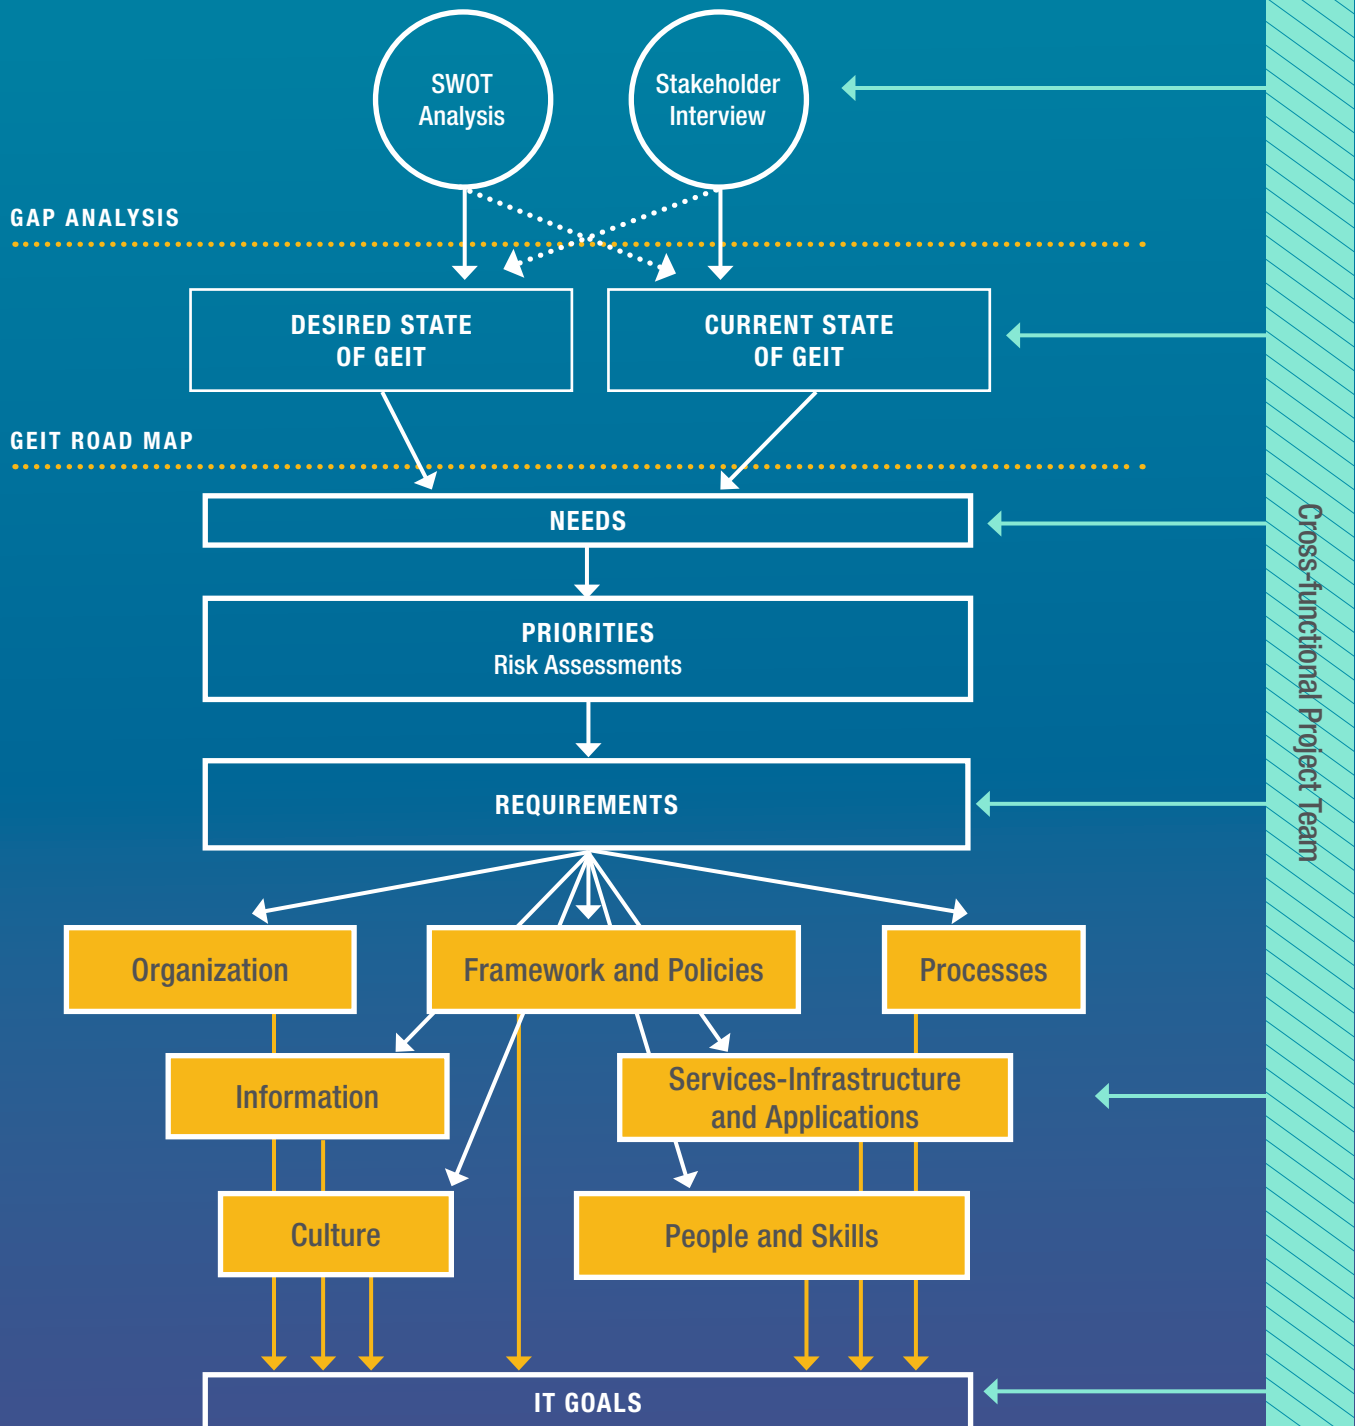 SWOT
Analysis
Stakeholder
Interview
GAP ANALYSIS
DESIRED STATE
OF GEIT
CURRENT STATE
OF GEIT
GEIT ROAD MAP
NEEDS
PRIORITIES
Risk Assessments
REQUIREMENTS
Organization
Framework and Policies
Processes
Information
Services-Infrastructure
and Applications
Culture
People and Skills
IT GOALS
Cross-functional Project Team